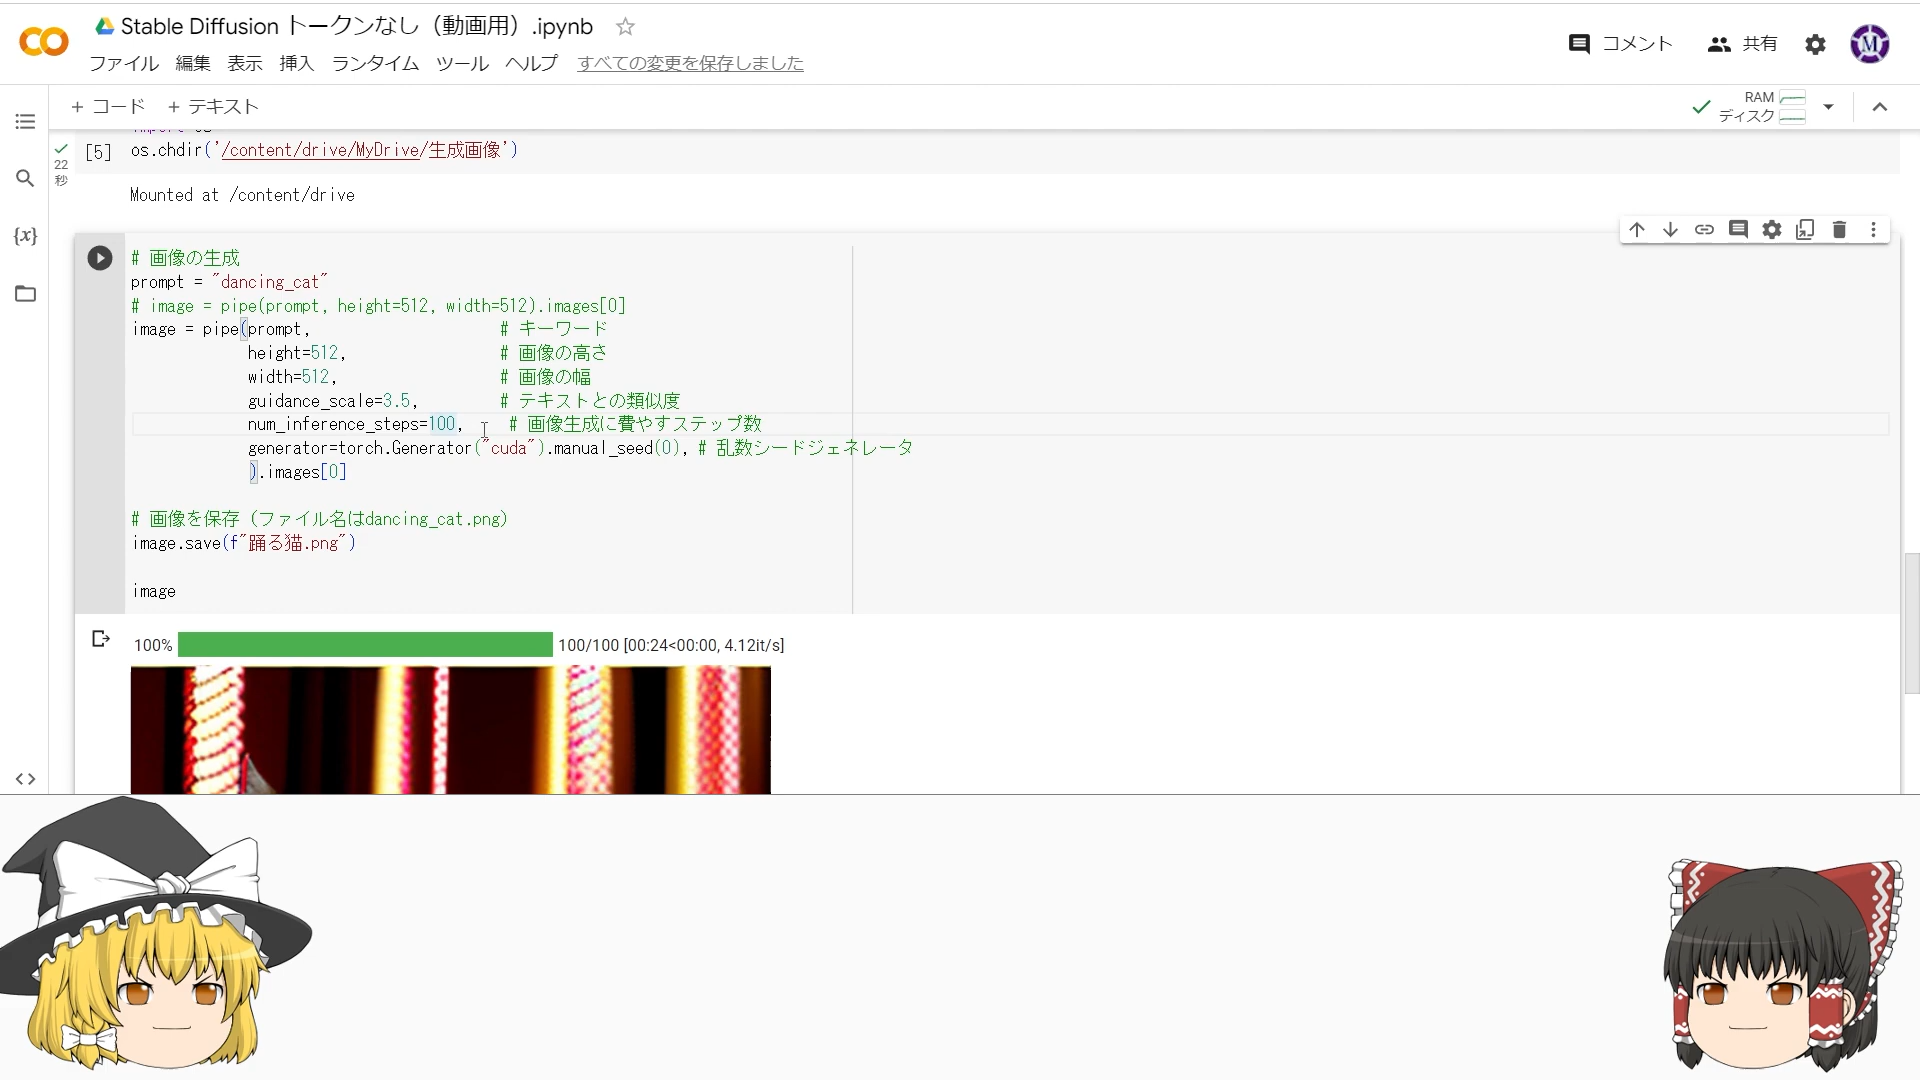 Stable Diffusion トークンなし（動画用）.ipynb
コメント
共有
M
ファイル 編集 表示 挿入 ランタイム ツール ヘルプ すべての変更を保存しました
+ コード + テキスト
RAM
ディスク
import os
22
秒
[5] os.chdir('/content/drive/MyDrive/生成画像')
Mounted at /content/drive
{x}
# 画像の生成
prompt = "dancing_cat"
# image = pipe(prompt, height=512, width=512).images[0]
image = pipe(prompt, # キーワード
height=512, # 画像の高さ
width=512, # 画像の幅
guidance_scale=3.5, # テキストとの類似度
num_inference_steps=100, # 画像生成に費やすステップ数
generator=torch.Generator("cuda").manual_seed(0), # 乱数シードジェネレータ
).images[0]
# 画像を保存（ファイル名はdancing_cat.png）
image.save(f"踊る猫.png")
image
100% 100/100 [00:24<00:00, 4.12it/s]